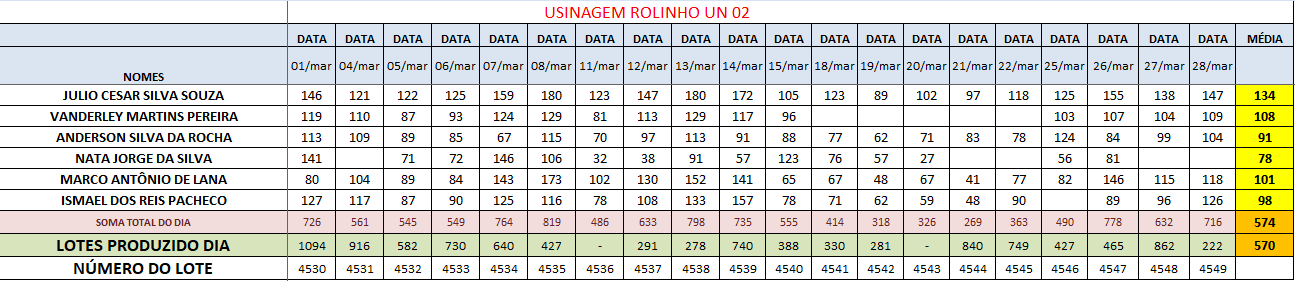 USINAGEM ROLINHO UN 02
DATA DATA DATA DATA DATA DATA DATA DATA DATA DATA DATA DATA DATA DATA DATA DATA DATA DATA DATA DATA MÉDIA
NOMES 01/mar 04/mar 05/mar 06/mar 07/mar 08/mar 11/mar 12/mar 13/mar 14/mar 15/mar 18/mar 19/mar 20/mar 21/mar 22/mar 25/mar 26/mar 27/mar 28/mar
JULIO CESAR SILVA SOUZA 146 121 122 125 159 180 123 147 180 172 105 123 89 102 97 118 125 155 138 147 134
VANDERLEY MARTINS PEREIRA 119 110 87 93 124 129 81 113 129 117 96 103 107 104 109 108
ANDERSON SILVA DA ROCHA 113 109 89 85 67 115 70 97 113 91 88 77 62 71 83 78 124 84 99 104 91
NATA JORGE DA SILVA 141 71 72 146 106 32 38 91 57 123 76 57 27 56 81 78
MARCO ANTÔNIO DE LANA 80 104 89 84 143 173 102 130 152 141 65 67 48 67 41 77 82 146 115 118 101
ISMAEL DOS REIS PACHECO 127 117 87 90 125 116 78 108 133 157 78 71 62 59 48 90 89 96 126 98
SOMA TOTAL DO DIA 726 561 545 549 764 819 486 633 798 735 555 414 318 326 269 363 490 778 632 716 574
LOTES PRODUZIDO DIA 1094 916 582 730 640 427 - 291 278 740 388 330 281 - 840 749 427 465 862 222 570
NÚMERO DO LOTE 4530 4531 4532 4533 4534 4535 4536 4537 4538 4539 4540 4541 4542 4543 4544 4545 4546 4547 4548 4549